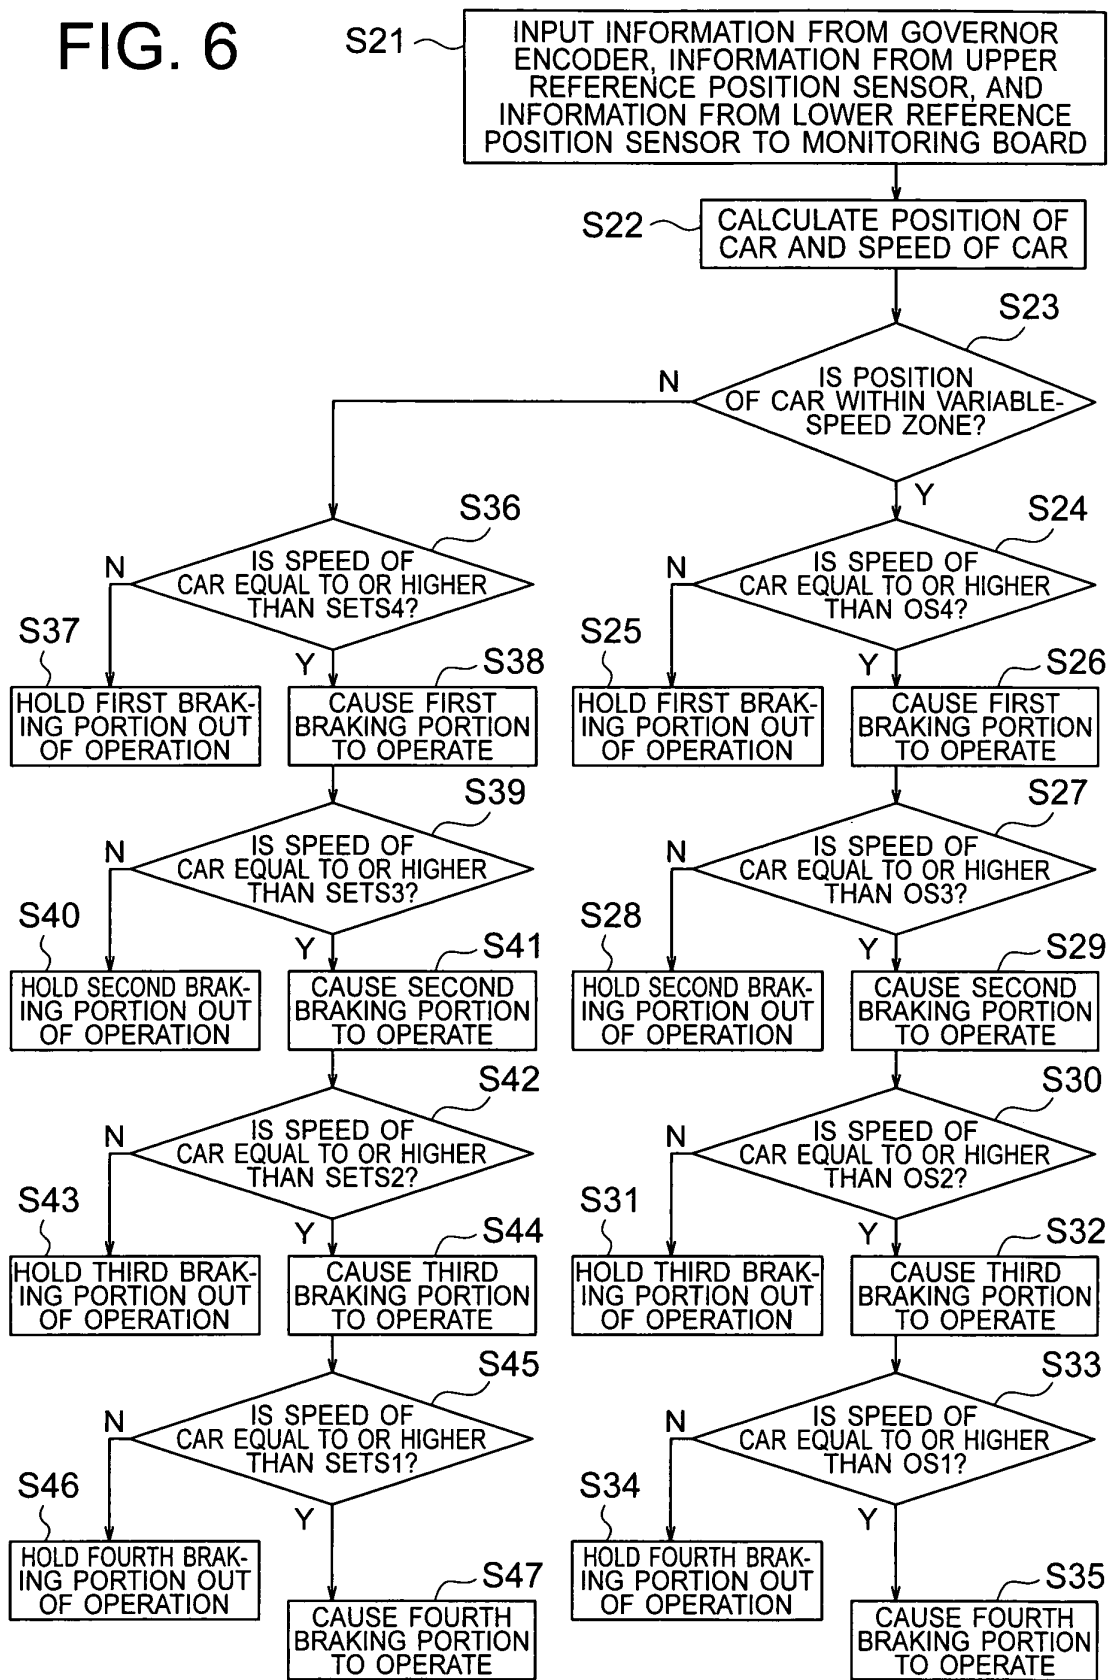 FIG. 6
S21
INPUT INFORMATION FROM GOVERNOR
ENCODER, INFORMATION FROM UPPER
REFERENCE POSITION SENSOR, AND
INFORMATION FROM LOWER REFERENCE
POSITION SENSOR TO MONITORING BOARD
S22
CALCULATE POSITION OF
CAR AND SPEED OF CAR
S23
IS POSITION
OF CAR WITHIN VARIABLE-
SPEED ZONE?
N
Y
S36
IS SPEED OF
CAR EQUAL TO OR HIGHER
THAN SETS4?
N
Y
S37
HOLD FIRST BRAK-
ING PORTION OUT
OF OPERATION
S38
CAUSE FIRST
BRAKING PORTION
TO OPERATE
S39
IS SPEED OF
CAR EQUAL TO OR HIGHER
THAN SETS3?
N
Y
S40
HOLD SECOND BRAK-
ING PORTION OUT
OF OPERATION
S41
CAUSE SECOND
BRAKING PORTION
TO OPERATE
S42
IS SPEED OF
CAR EQUAL TO OR HIGHER
THAN SETS2?
N
Y
S43
HOLD THIRD BRAK-
ING PORTION OUT
OF OPERATION
S44
CAUSE THIRD
BRAKING PORTION
TO OPERATE
S45
IS SPEED OF
CAR EQUAL TO OR HIGHER
THAN SETS1?
N
Y
S46
HOLD FOURTH BRAK-
ING PORTION OUT
OF OPERATION
S47
CAUSE FOURTH
BRAKING PORTION
TO OPERATE
S24
IS SPEED OF
CAR EQUAL TO OR HIGHER
THAN OS4?
N
Y
S25
HOLD FIRST BRAK-
ING PORTION OUT
OF OPERATION
S26
CAUSE FIRST
BRAKING PORTION
TO OPERATE
S27
IS SPEED OF
CAR EQUAL TO OR HIGHER
THAN OS3?
N
Y
S28
HOLD SECOND BRAK-
ING PORTION OUT
OF OPERATION
S29
CAUSE SECOND
BRAKING PORTION
TO OPERATE
S30
IS SPEED OF
CAR EQUAL TO OR HIGHER
THAN OS2?
N
Y
S31
HOLD THIRD BRAK-
ING PORTION OUT
OF OPERATION
S32
CAUSE THIRD
BRAKING PORTION
TO OPERATE
S33
IS SPEED OF
CAR EQUAL TO OR HIGHER
THAN OS1?
N
Y
S34
HOLD FOURTH BRAK-
ING PORTION OUT
OF OPERATION
S35
CAUSE FOURTH
BRAKING PORTION
TO OPERATE